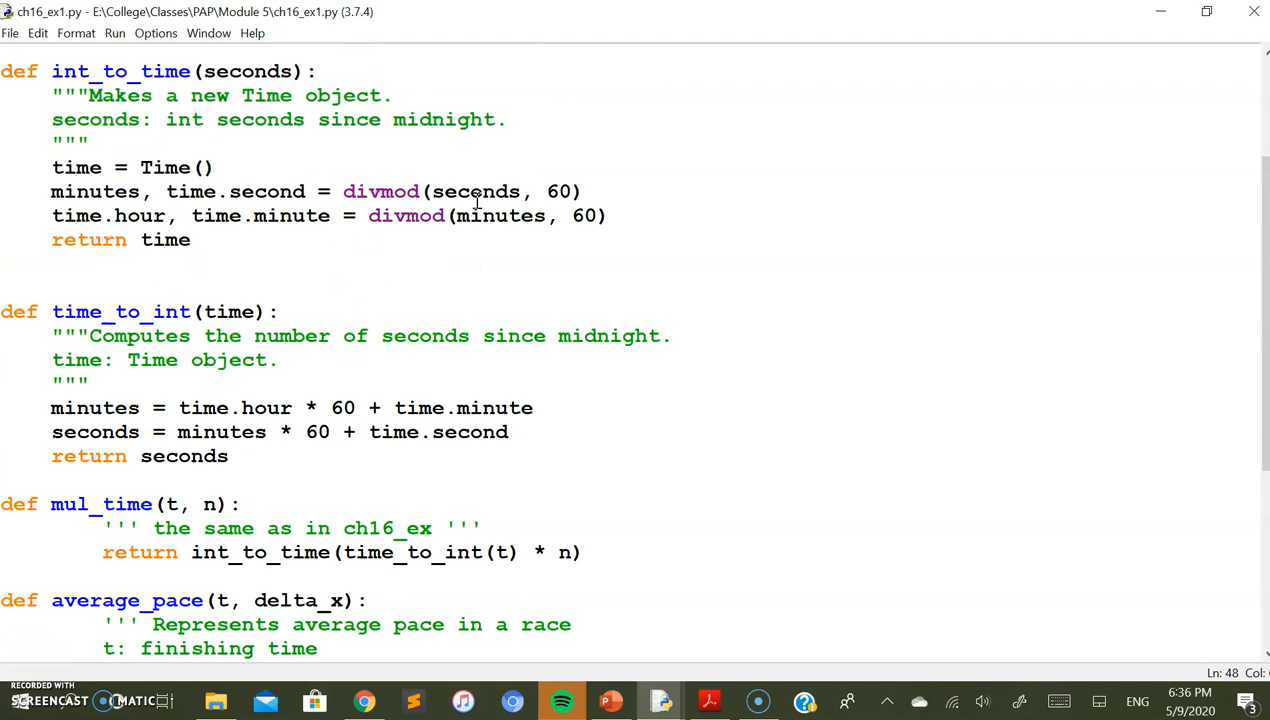 ch16_ex1.py - E:\College\Classes\PAP\Module 5\ch16_ex1.py (3.7.4)
File Edit Format Run Options Window Help
def int_to_time(seconds):
"""Makes a new Time object.
seconds: int seconds since midnight.
"""
time = Time()
minutes, time.second = divmod(seconds, 60)
time.hour, time.minute = divmod(minutes, 60)
return time
def time_to_int(time):
"""Computes the number of seconds since midnight.
time: Time object.
"""
minutes = time.hour * 60 + time.minute
seconds = minutes * 60 + time.second
return seconds
def mul_time(t, n):
''' the same as in ch16_ex '''
return int_to_time(time_to_int(t) * n)
def average_pace(t, delta_x):
''' Represents average pace in a race
t: finishing time
Ln: 48 Col:
RECORDED WITH
SCREENCAST MATIC
ENG
6:36 PM
5/9/2020
3